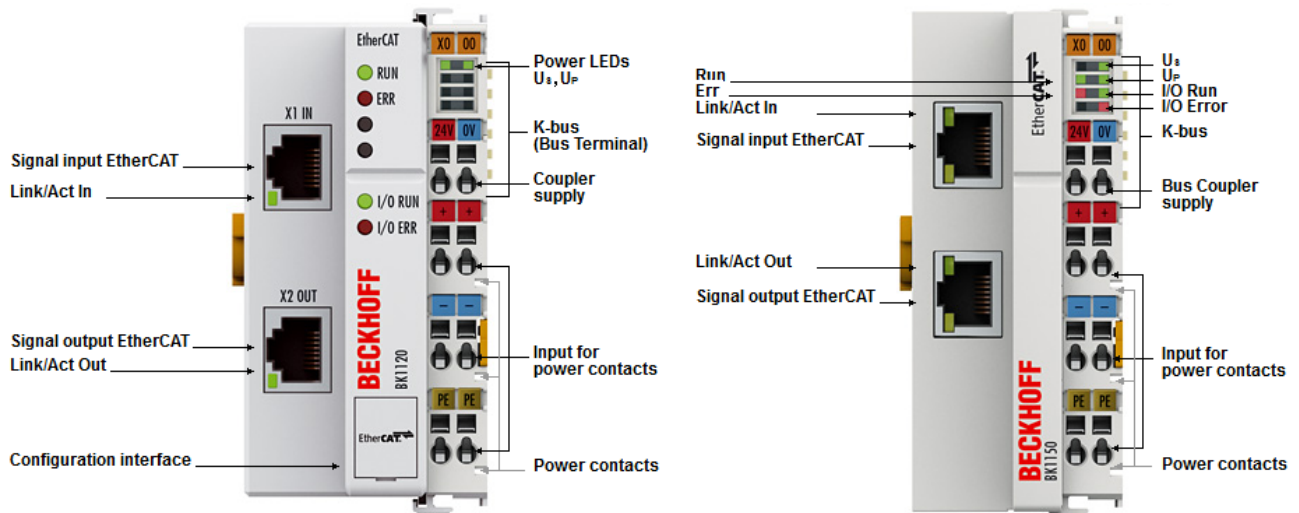 EtherCAT
RUN
ERR
X1 IN
Signal input EtherCAT
Link/Act In
I/O RUN
I/O ERR
X2 OUT
Signal output EtherCAT
Link/Act Out
BECKHOFF
BK1120
EtherCAT
Configuration interface
X0 00
24V 0V
+ +
− −
PE PE
Power LEDs
Us, UP
K-bus
(Bus Terminal)
Coupler
supply
Input for
power contacts
Power contacts
Run
Err
Link/Act In
Signal input EtherCAT
Link/Act Out
Signal output EtherCAT
EtherCAT
BECKHOFF
BK1150
X0 00
24V 0V
+ +
− −
PE PE
Us
UP
I/O Run
I/O Error
K-bus
Bus Coupler
supply
Input for
power contacts
Power contacts